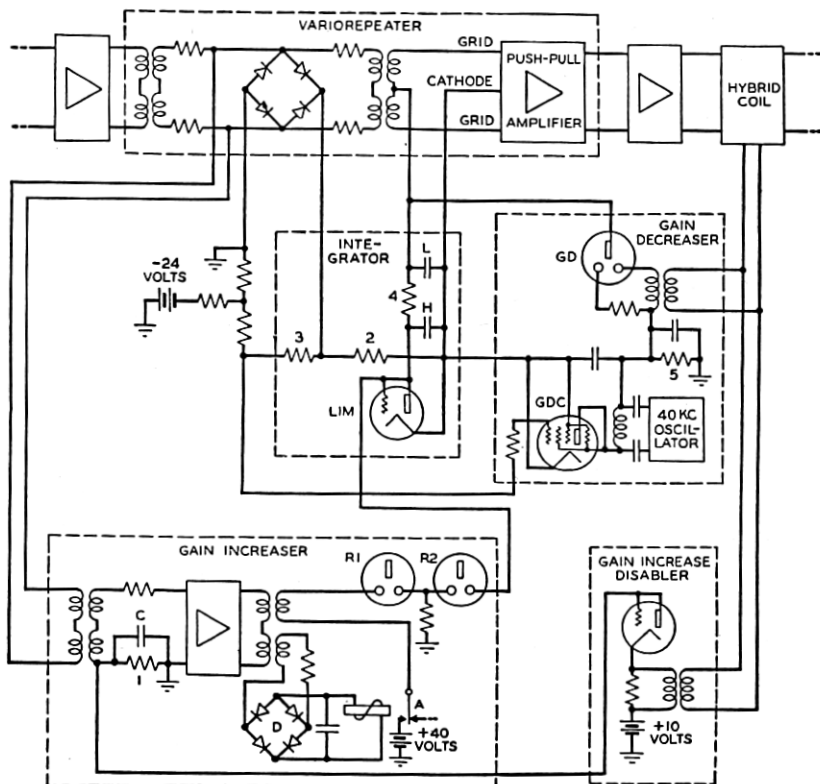 VARIOREPEATER
GRID
CATHODE
GRID
PUSH-PULL
AMPLIFIER
HYBRID
COIL
INTE-
GRATOR
L
4
H
3
2
LIM
-24
VOLTS
GAIN
DECREASER
GD
5
GDC
40 KC
OSCIL-
LATOR
GAIN INCREASER
R1
R2
C
1
D
A
+40
VOLTS
GAIN INCREASE
DISABLER
+10
VOLTS